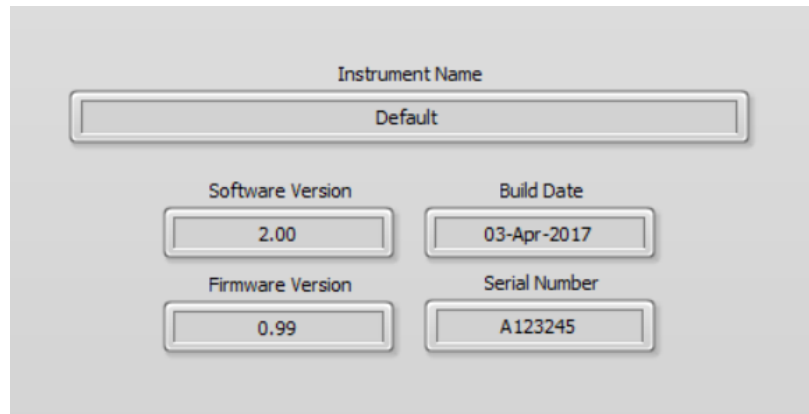 Instrument Name
Default
Software Version Build Date
2.00 03-Apr-2017
Firmware Version Serial Number
0.99 A123245